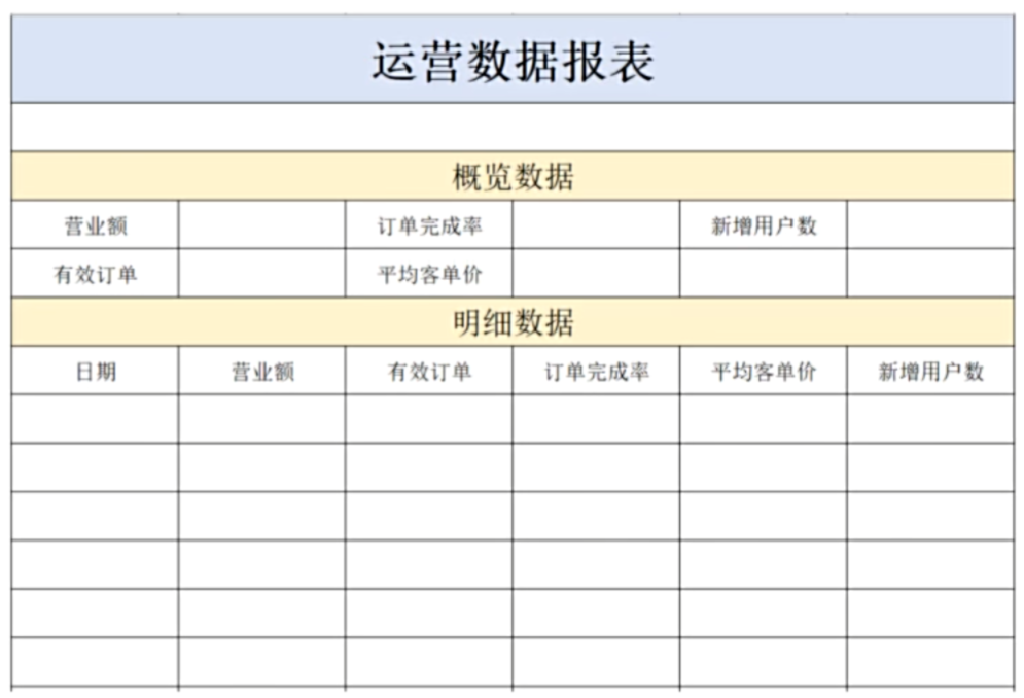 运营数据报表
概览数据
营业额 订单完成率 新增用户数
有效订单 平均客单价
明细数据
日期 营业额 有效订单 订单完成率 平均客单价 新增用户数